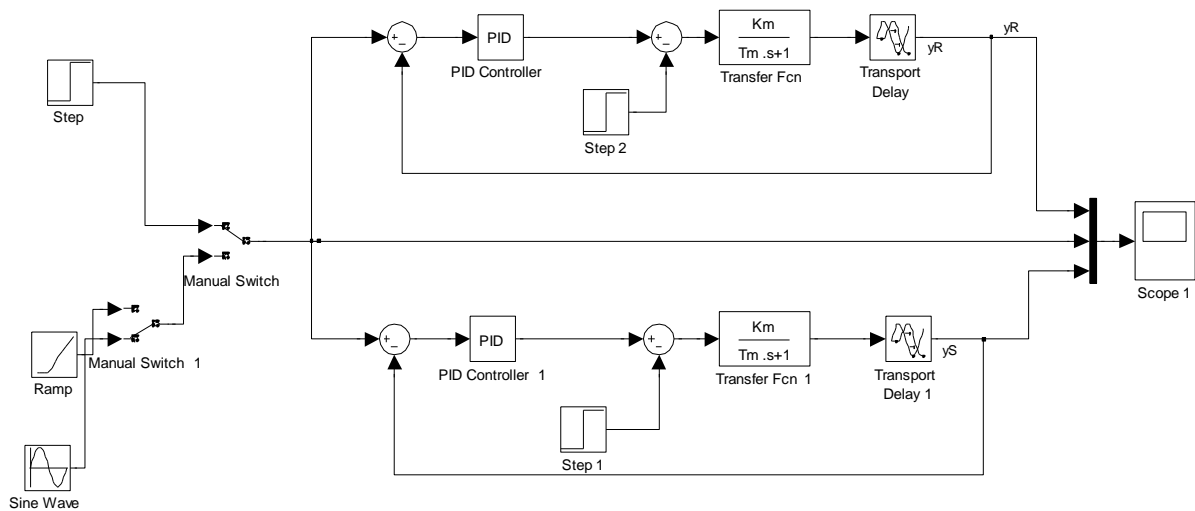 +
−
PID
PID Controller
+
−
Km
Tm .s+1
Transfer Fcn
Transport
Delay
yR
yR
Step
Step 2
Manual Switch
Scope 1
Manual Switch 1
Ramp
+
−
PID
PID Controller 1
+
−
Km
Tm .s+1
Transfer Fcn 1
Transport
Delay 1
yS
Step 1
Sine Wave